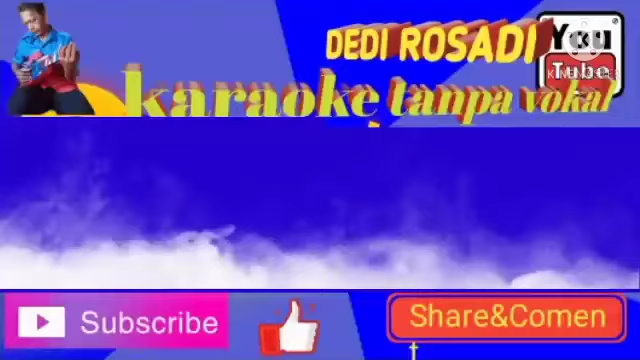 DEDI ROSADI
You
Tube
karaoke tanpa vokal
Subscribe
Share&Comen
t